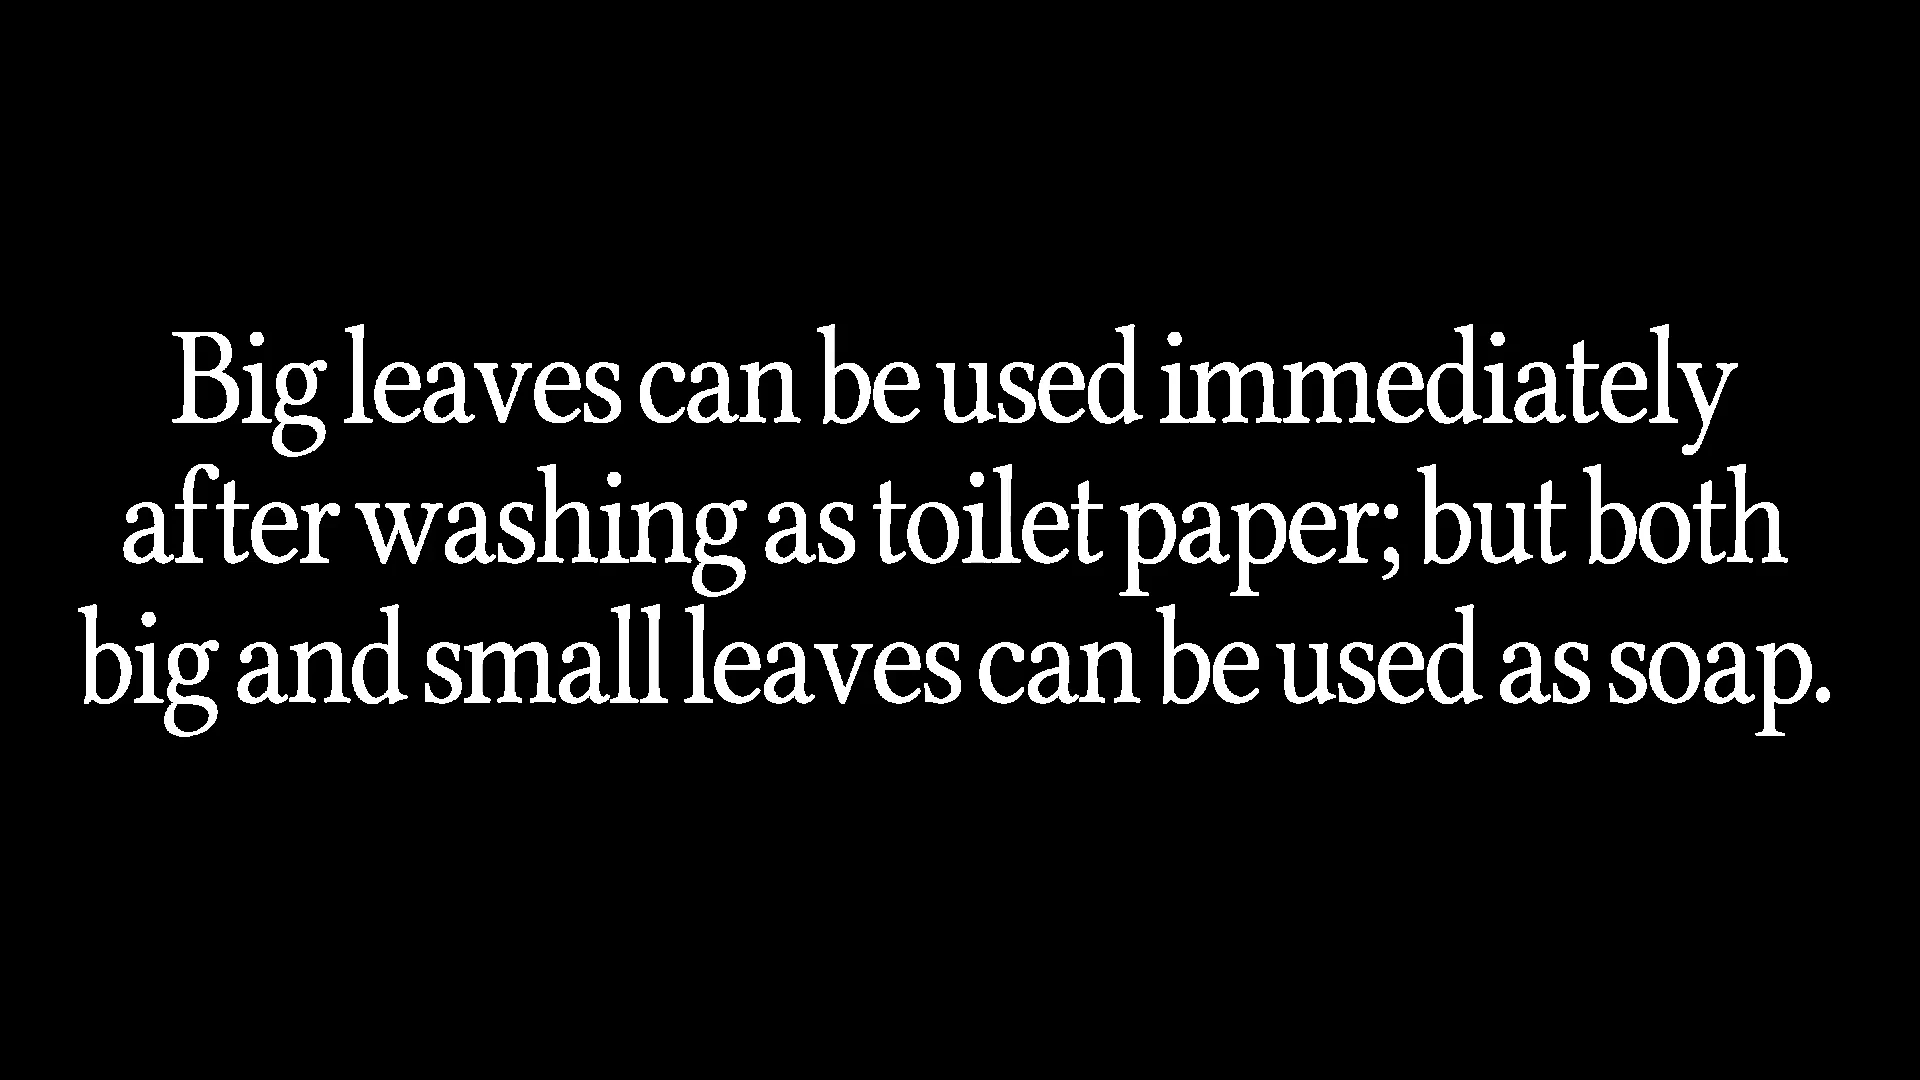 Big leaves can be used immediately
after washing as toilet paper; but both
big and small leaves can be used as soap.